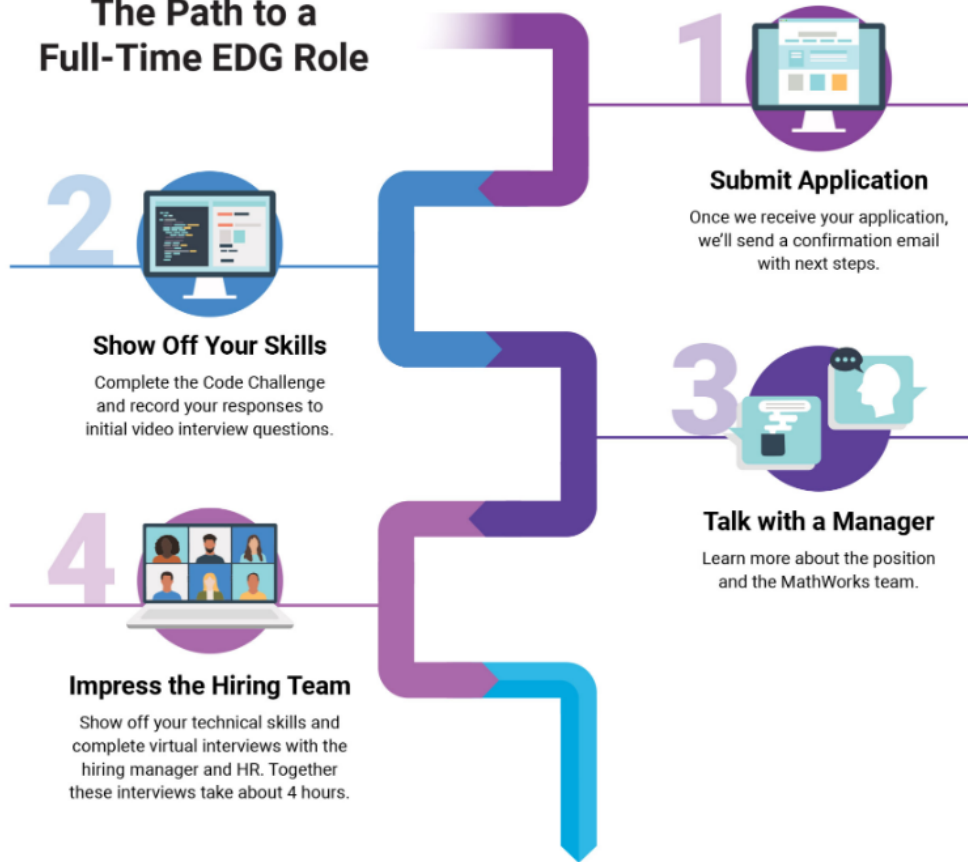 The Path to a
Full-Time EDG Role
1
Submit Application
Once we receive your application,
we'll send a confirmation email
with next steps.
2
Show Off Your Skills
Complete the Code Challenge
and record your responses to
initial video interview questions.
3
Talk with a Manager
Learn more about the position
and the MathWorks team.
4
Impress the Hiring Team
Show off your technical skills and
complete virtual interviews with the
hiring manager and HR. Together
these interviews take about 4 hours.